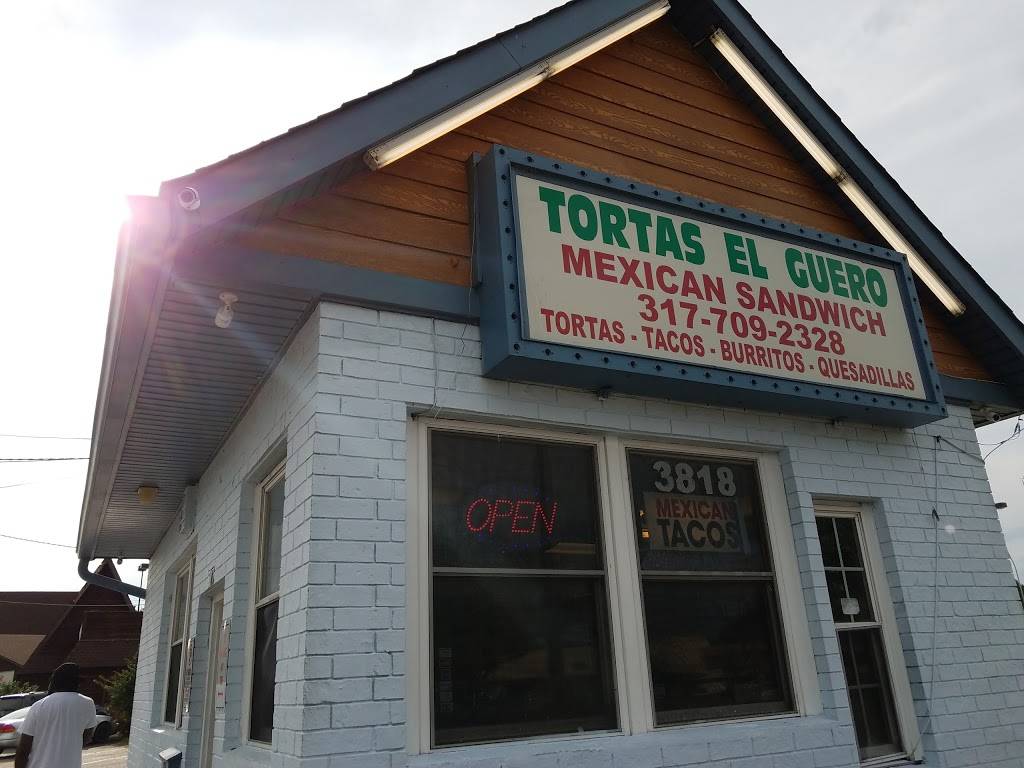 TORTAS EL GUERO
MEXICAN SANDWICH
317-709-2328
TORTAS - TACOS - BURRITOS - QUESADILLAS
OPEN
3818
MEXICAN
TACOS